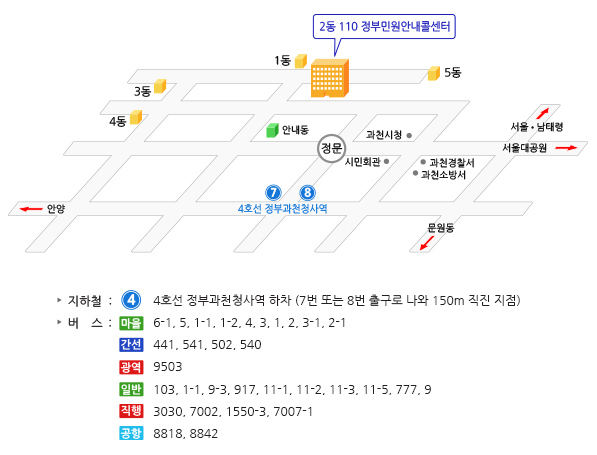 2동 110 정부민원안내콜센터
1동
5동
3동
4동
안내동
정문
과천시청
서울 • 남태령
서울대공원
시민회관
과천경찰서
과천소방서
7
8
4호선 정부과천청사역
안양
문원동
지하철 : 4 4호선 정부과천청사역 하차 (7번 또는 8번 출구로 나와 150m 직진 지점)
버 스 : 마을 6-1, 5, 1-1, 1-2, 4, 3, 1, 2, 3-1, 2-1
간선 441, 541, 502, 540
광역 9503
일반 103, 1-1, 9-3, 917, 11-1, 11-2, 11-3, 11-5, 777, 9
직행 3030, 7002, 1550-3, 7007-1
공항 8818, 8842